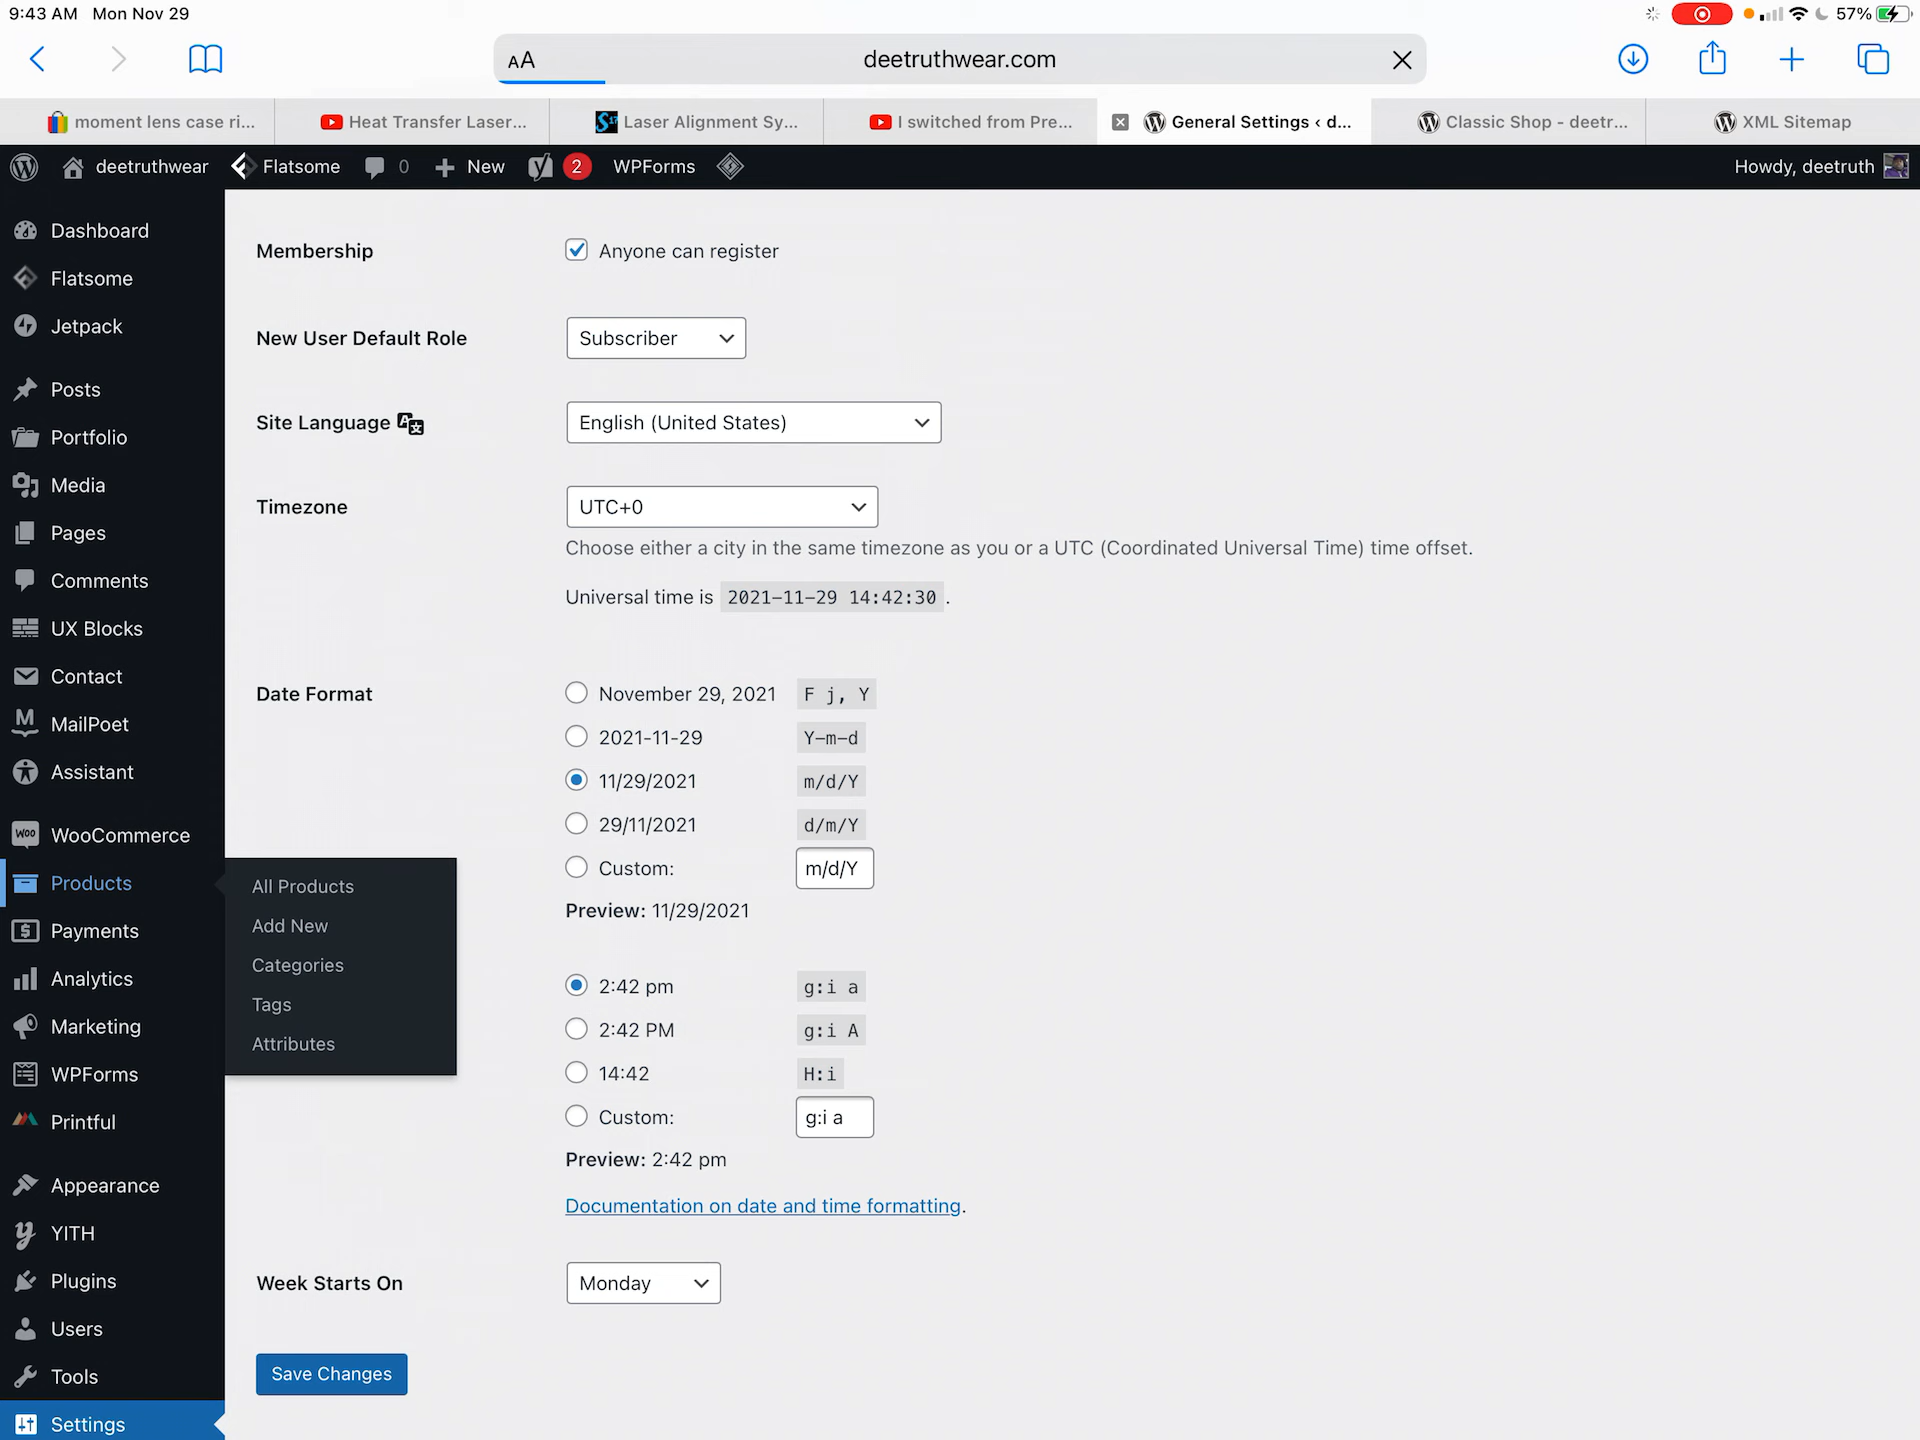 9:43 AM Mon Nov 29
57%
AA
deetruthwear.com
moment lens case ri...
Heat Transfer Laser...
Laser Alignment Sy...
I switched from Pre...
General Settings ‹ d...
Classic Shop - deetr...
XML Sitemap
deetruthwear
Flatsome
0
New
2
WPForms
Howdy, deetruth
Dashboard
Flatsome
Jetpack
Posts
Portfolio
Media
Pages
Comments
UX Blocks
Contact
MailPoet
Assistant
WooCommerce
Products
Payments
Analytics
Marketing
WPForms
Printful
Appearance
YITH
Plugins
Users
Tools
Settings
All Products
Add New
Categories
Tags
Attributes
Membership
Anyone can register
New User Default Role
Subscriber
Site Language
English (United States)
Timezone
UTC+0
Choose either a city in the same timezone as you or a UTC (Coordinated Universal Time) time offset.
Universal time is 2021-11-29 14:42:30 .
Date Format
November 29, 2021 F j, Y
2021-11-29 Y-m-d
11/29/2021 m/d/Y
29/11/2021 d/m/Y
Custom: m/d/Y
Preview: 11/29/2021
2:42 pm g:i a
2:42 PM g:i A
14:42 H:i
Custom: g:i a
Preview: 2:42 pm
Documentation on date and time formatting.
Week Starts On
Monday
Save Changes